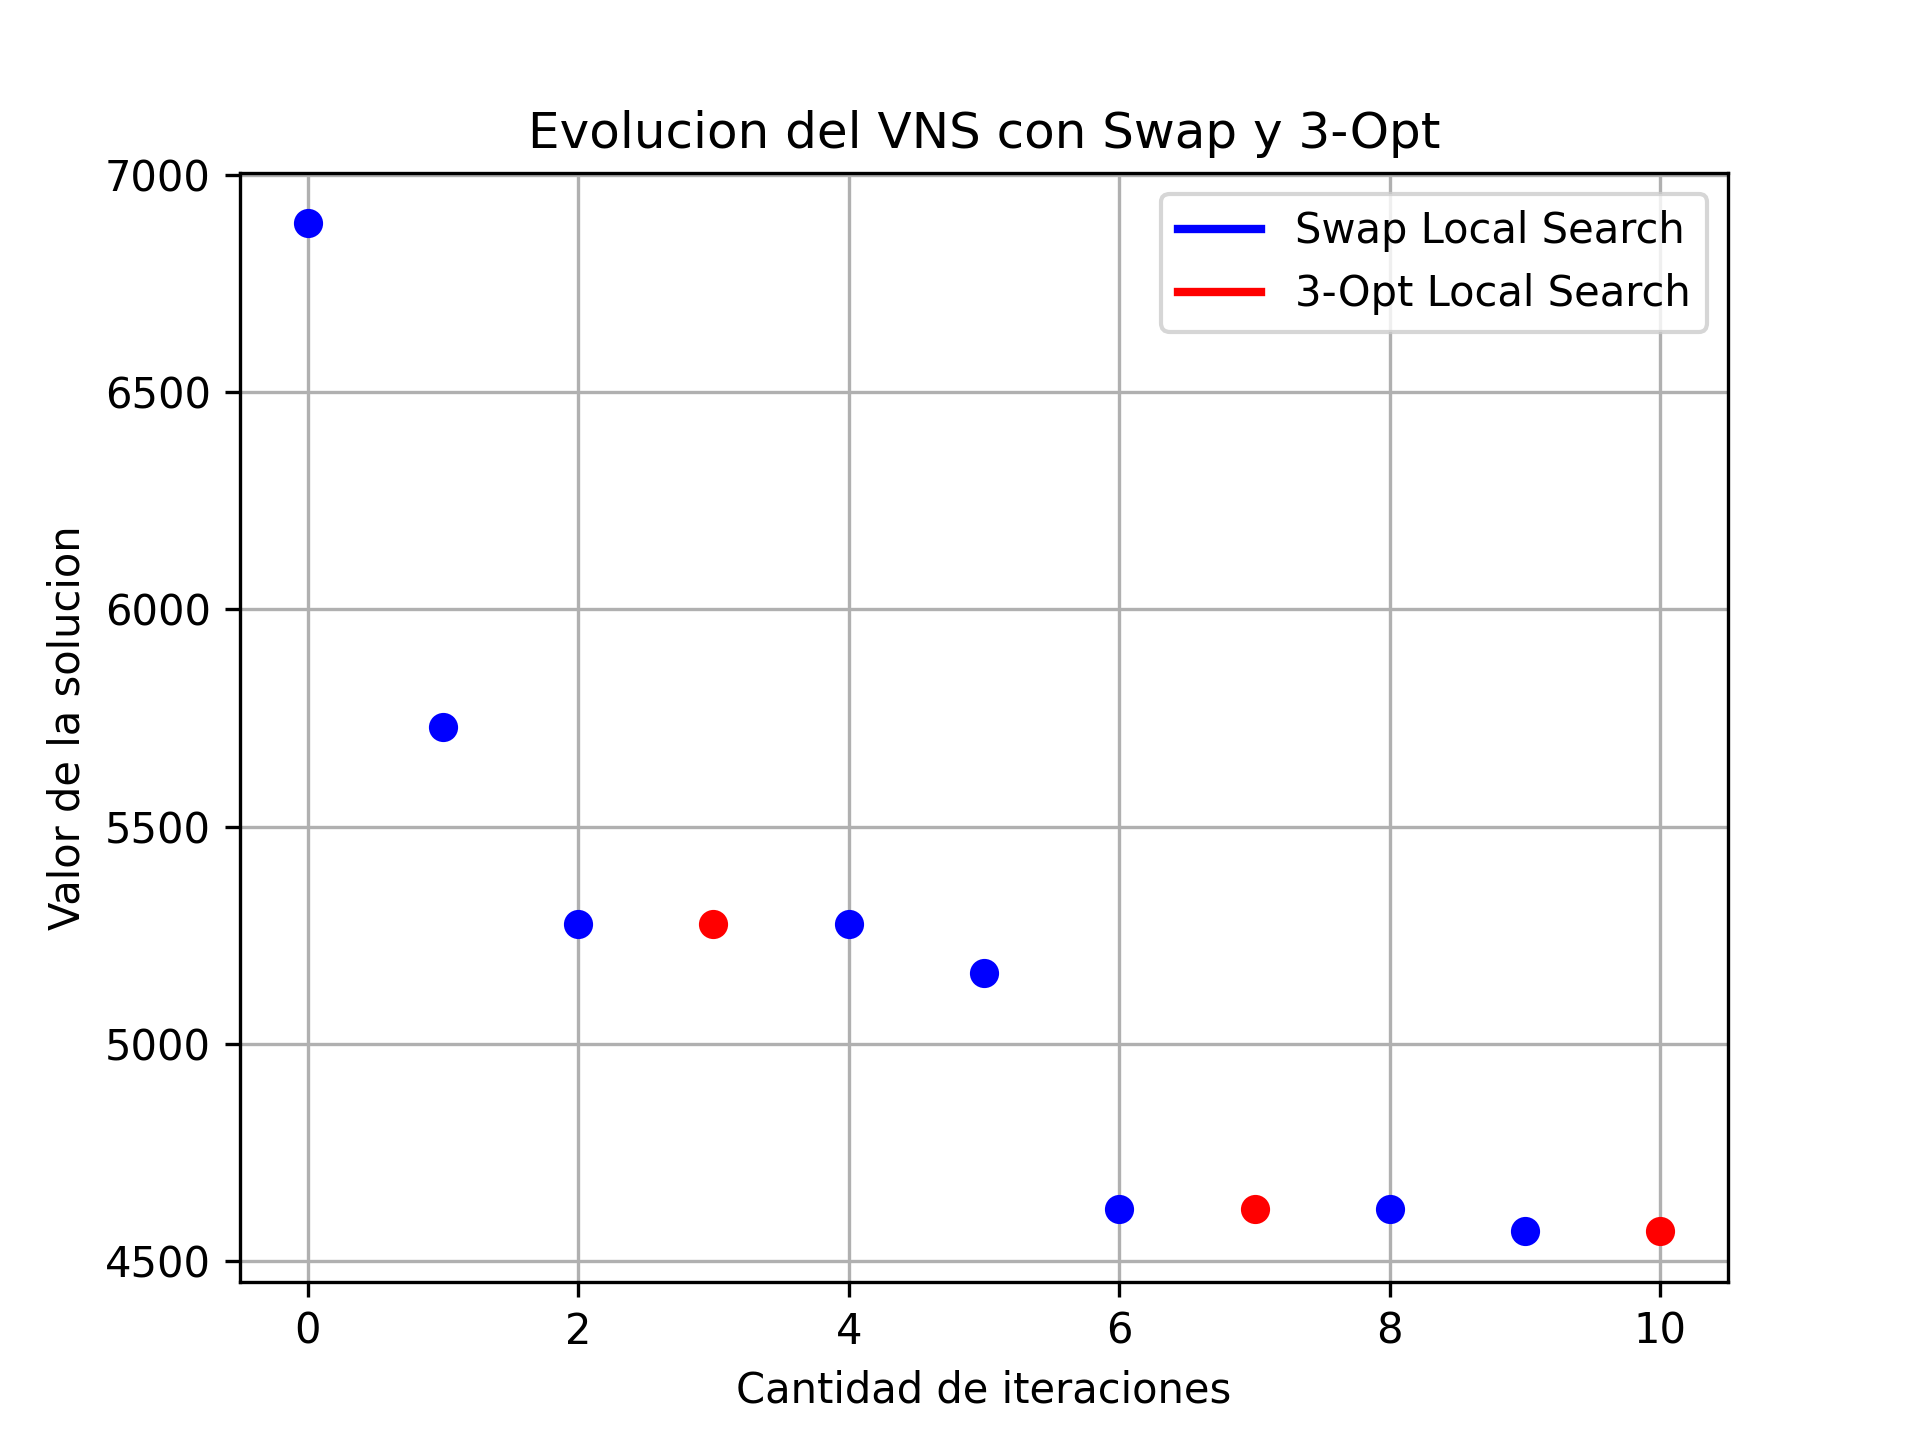 Evolucion del VNS con Swap y 3-Opt
Swap Local Search
3-Opt Local Search
Valor de la solucion
7000
6500
6000
5500
5000
4500
0 2 4 6 8 10
Cantidad de iteraciones